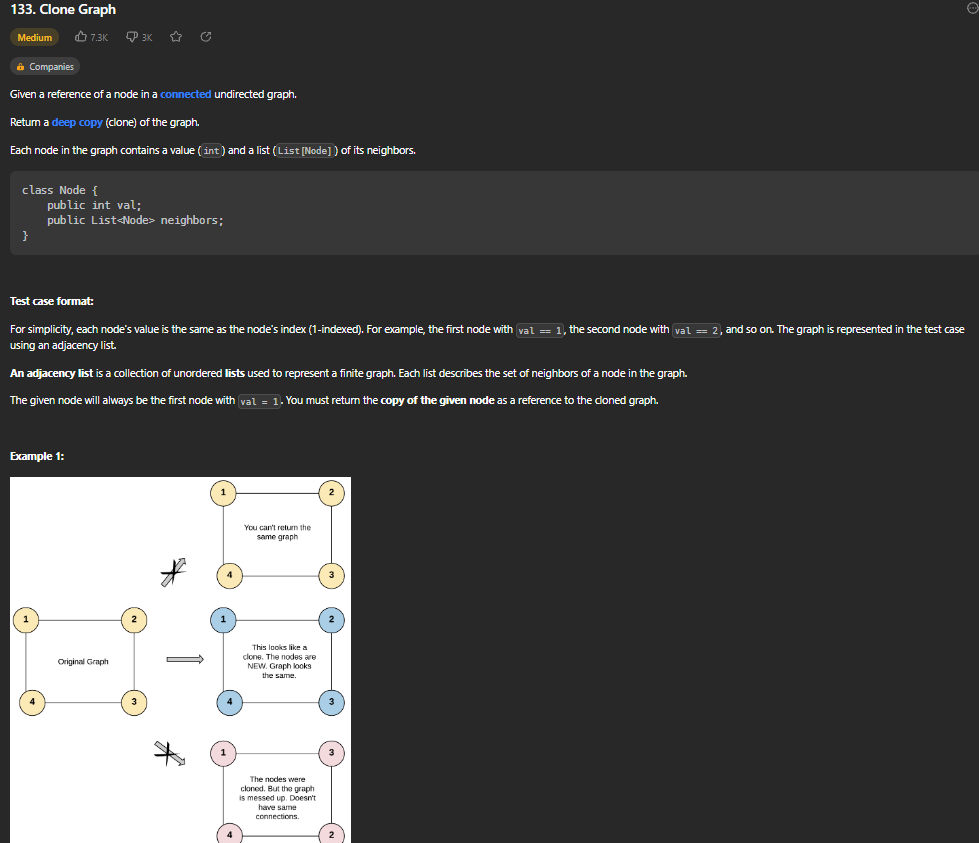 133. Clone Graph
Medium 7.3K 3K
Companies
Given a reference of a node in a connected undirected graph.
Return a deep copy (clone) of the graph.
Each node in the graph contains a value (int) and a list (List[Node]) of its neighbors.
class Node {
public int val;
public List<Node> neighbors;
}
Test case format:
For simplicity, each node's value is the same as the node's index (1-indexed). For example, the first node with val == 1, the second node with val == 2, and so on. The graph is represented in the test case
using an adjacency list.
An adjacency list is a collection of unordered lists used to represent a finite graph. Each list describes the set of neighbors of a node in the graph.
The given node will always be the first node with val = 1. You must return the copy of the given node as a reference to the cloned graph.
Example 1:
1 2
You can't return the
same graph
4 3
1 2
Original Graph
4 3
1 2
This looks like a
clone. The nodes are
NEW. Graph looks
the same.
4 3
1 3
The nodes were
cloned. But the graph
is messed up. Doesn't
have same
connections.
4 2